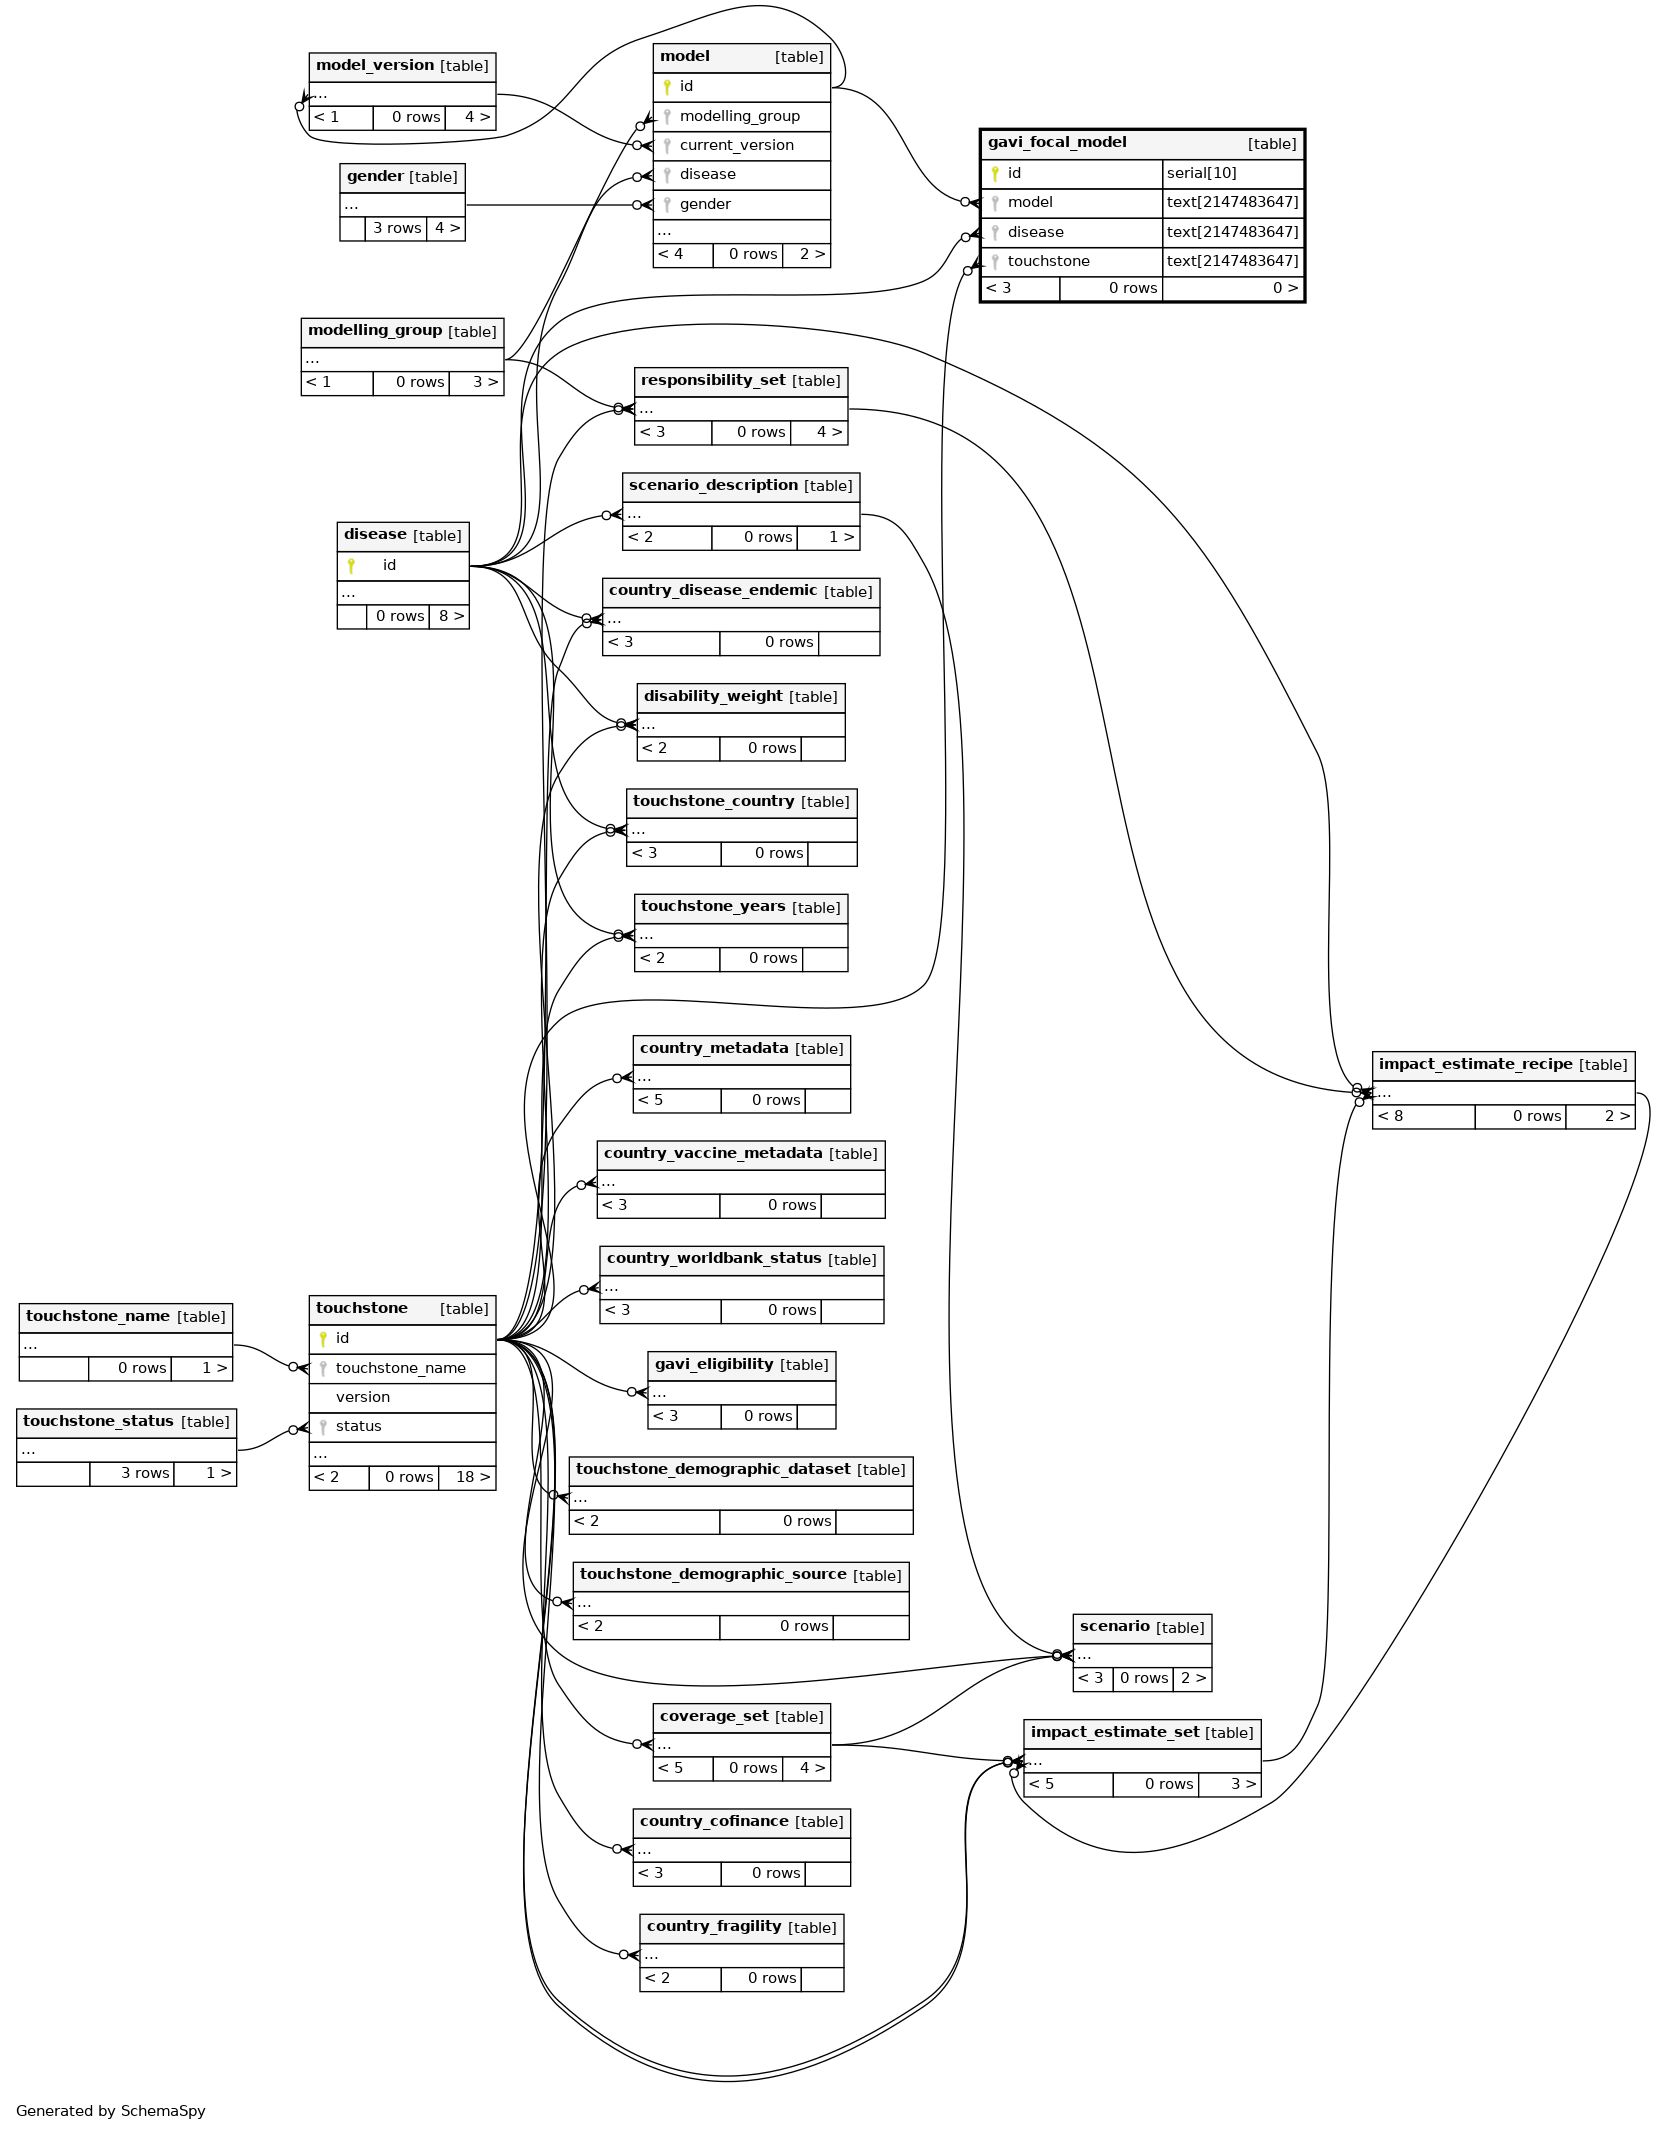 model_version [table]
...
< 1 0 rows 4 >
gender [table]
...
3 rows 4 >
model [table]
id
modelling_group
current_version
disease
gender
...
< 4 0 rows 2 >
gavi_focal_model [table]
id serial[10]
model text[2147483647]
disease text[2147483647]
touchstone text[2147483647]
< 3 0 rows 0 >
modelling_group [table]
...
< 1 0 rows 3 >
responsibility_set [table]
...
< 3 0 rows 4 >
scenario_description [table]
...
< 2 0 rows 1 >
disease [table]
id
...
0 rows 8 >
country_disease_endemic [table]
...
< 3 0 rows
disability_weight [table]
...
< 2 0 rows
touchstone_country [table]
...
< 3 0 rows
touchstone_years [table]
...
< 2 0 rows
country_metadata [table]
...
< 5 0 rows
impact_estimate_recipe [table]
...
< 8 0 rows 2 >
country_vaccine_metadata [table]
...
< 3 0 rows
country_worldbank_status [table]
...
< 3 0 rows
touchstone_name [table]
...
0 rows 1 >
touchstone_status [table]
...
3 rows 1 >
touchstone [table]
id
touchstone_name
version
status
...
< 2 0 rows 18 >
gavi_eligibility [table]
...
< 3 0 rows
touchstone_demographic_dataset [table]
...
< 2 0 rows
touchstone_demographic_source [table]
...
< 2 0 rows
scenario [table]
...
< 3 0 rows 2 >
coverage_set [table]
...
< 5 0 rows 4 >
impact_estimate_set [table]
...
< 5 0 rows 3 >
country_cofinance [table]
...
< 3 0 rows
country_fragility [table]
...
< 2 0 rows
Generated by SchemaSpy